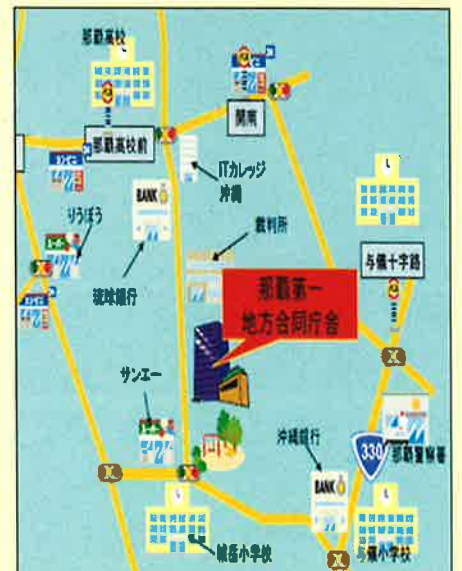 那覇高校
開南
那覇高校前
ITカレッジ
沖縄
BANK
りうぼう
裁判所
琉球銀行
与儀十字路
那覇第一
地方合同庁舎
サンエー
沖縄銀行
330
那覇警察署
BANK
城岳小学校
与儀小学校